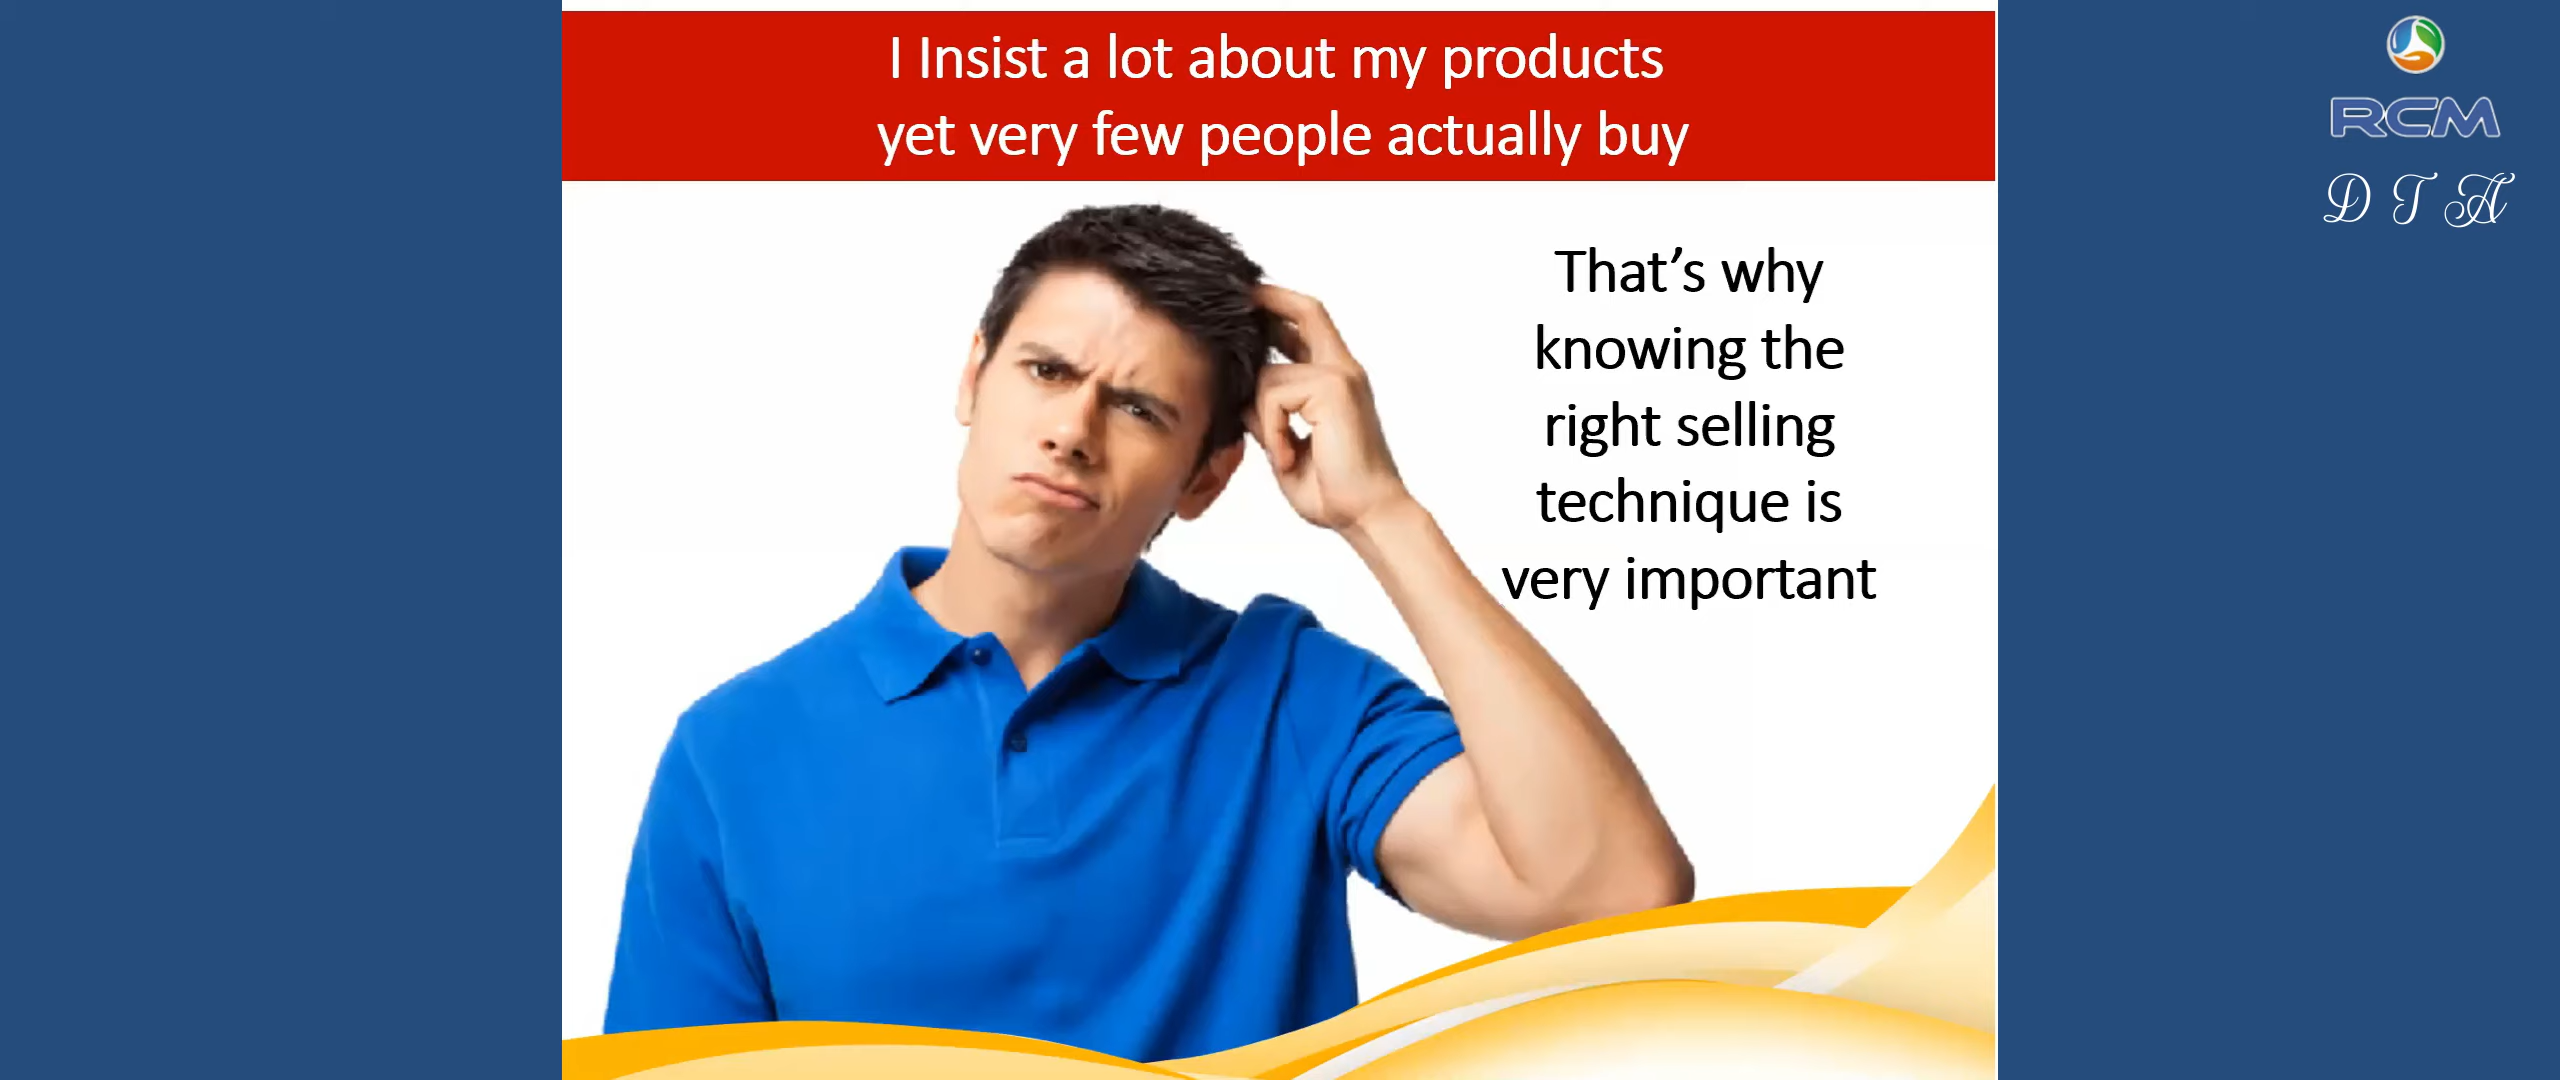 I Insist a lot about my products
yet very few people actually buy
That’s why
knowing the
right selling
technique is
very important
RCM
D T A